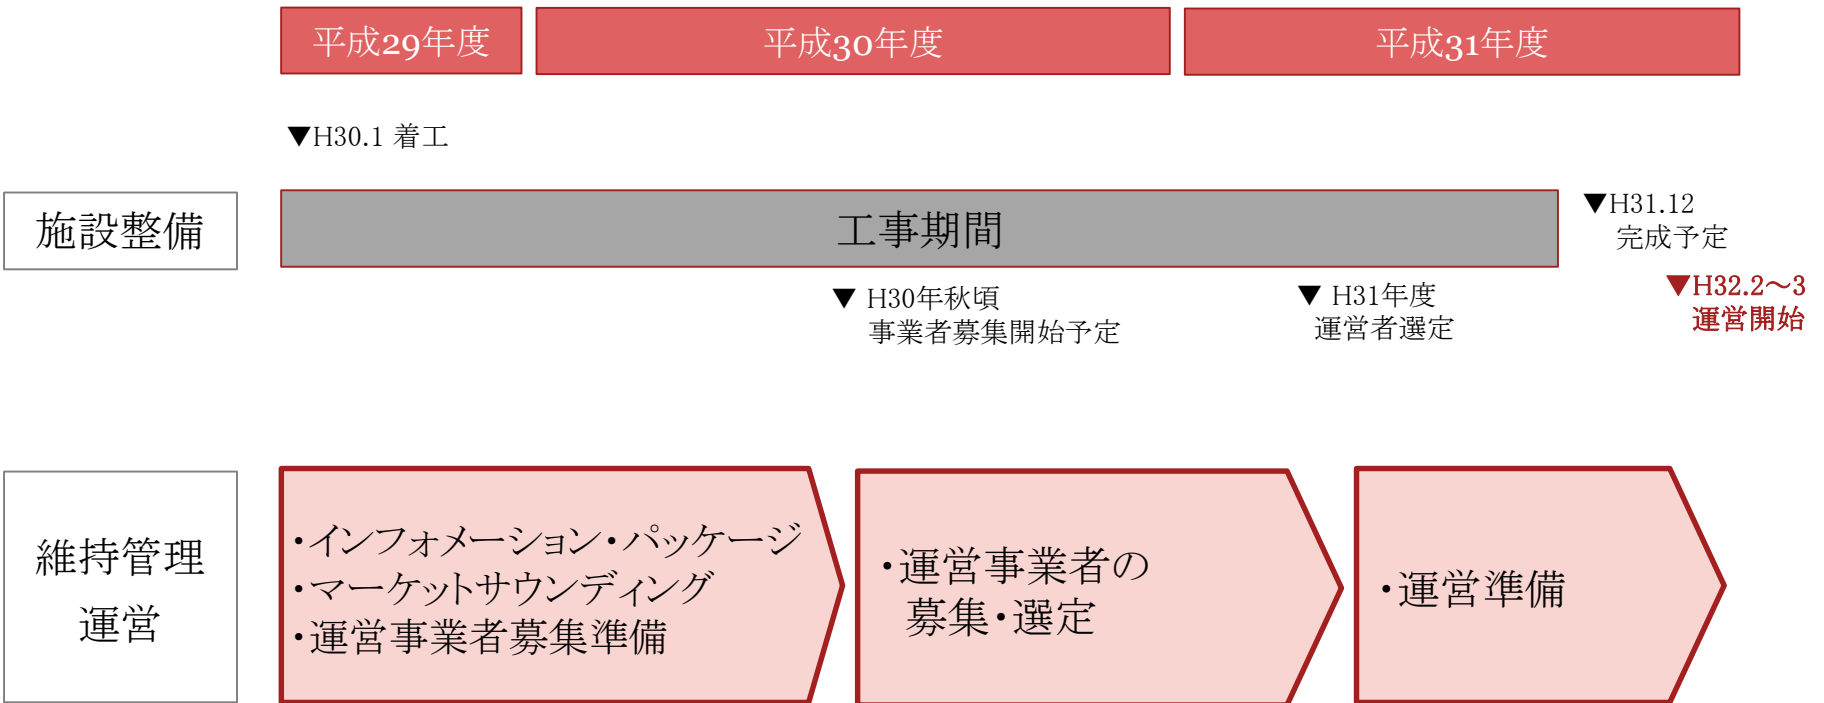 平成29年度
平成30年度
平成31年度
▼H30.1 着工
施設整備
工事期間
▼H31.12
完成予定
▼ H30年秋頃
事業者募集開始予定
▼ H31年度
運営者選定
▼H32.2～3
運営開始
維持管理
運営
・インフォメーション・パッケージ
・マーケットサウンディング
・運営事業者募集準備
・運営事業者の
募集・選定
・運営準備